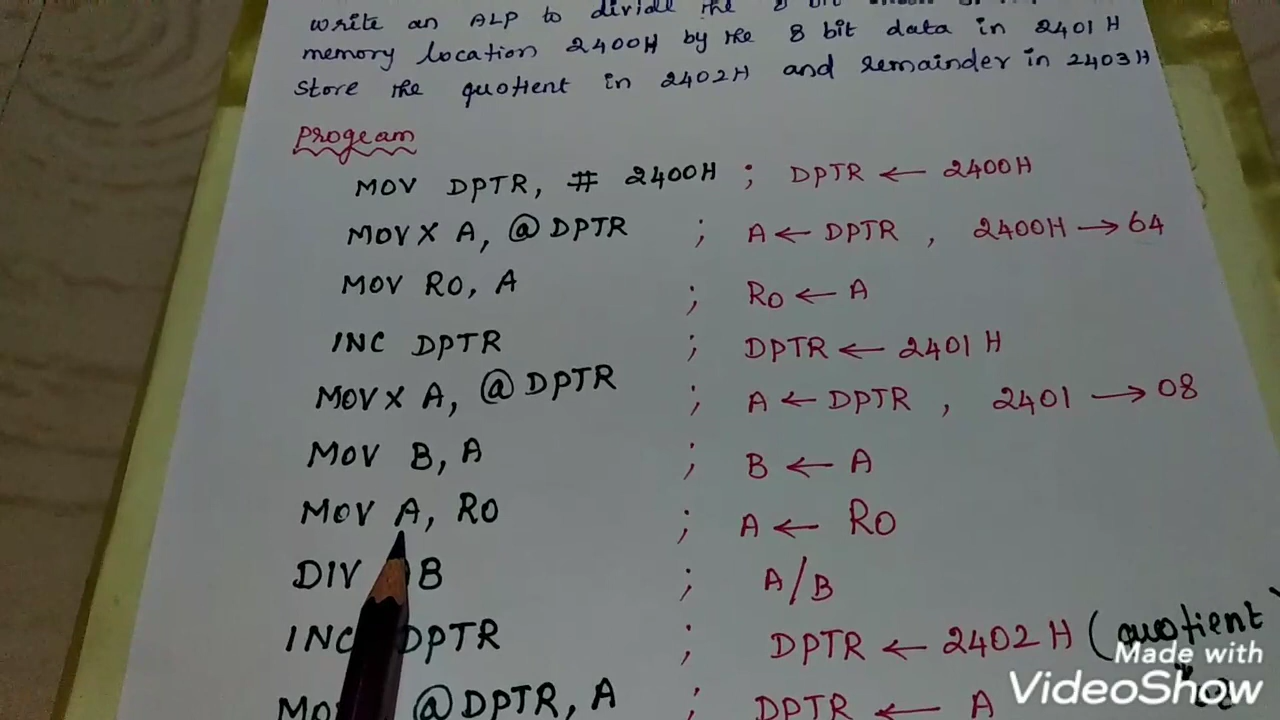 write an ALP to divide the 8 bit
memory location 2400H by the 8 bit data in 2401 H
store the quotient in 2402H and remainder in 2403H
Progeam
MOV DPTR, # 2400H ; DPTR ← 2400H
MOVX A, @DPTR ; A ← DPTR , 2400H → 64
MOV R0, A ; R0 ← A
INC DPTR ; DPTR ← 2401 H
MOVX A, @DPTR ; A ← DPTR , 2401 → 08
MOV B, A ; B ← A
MOV A, R0 ; A ← R0
DIV B ; A/B
INC DPTR ; DPTR ← 2402 H (quotient)
@DPTR, A ; DPTR ← A
Made with
VideoShow